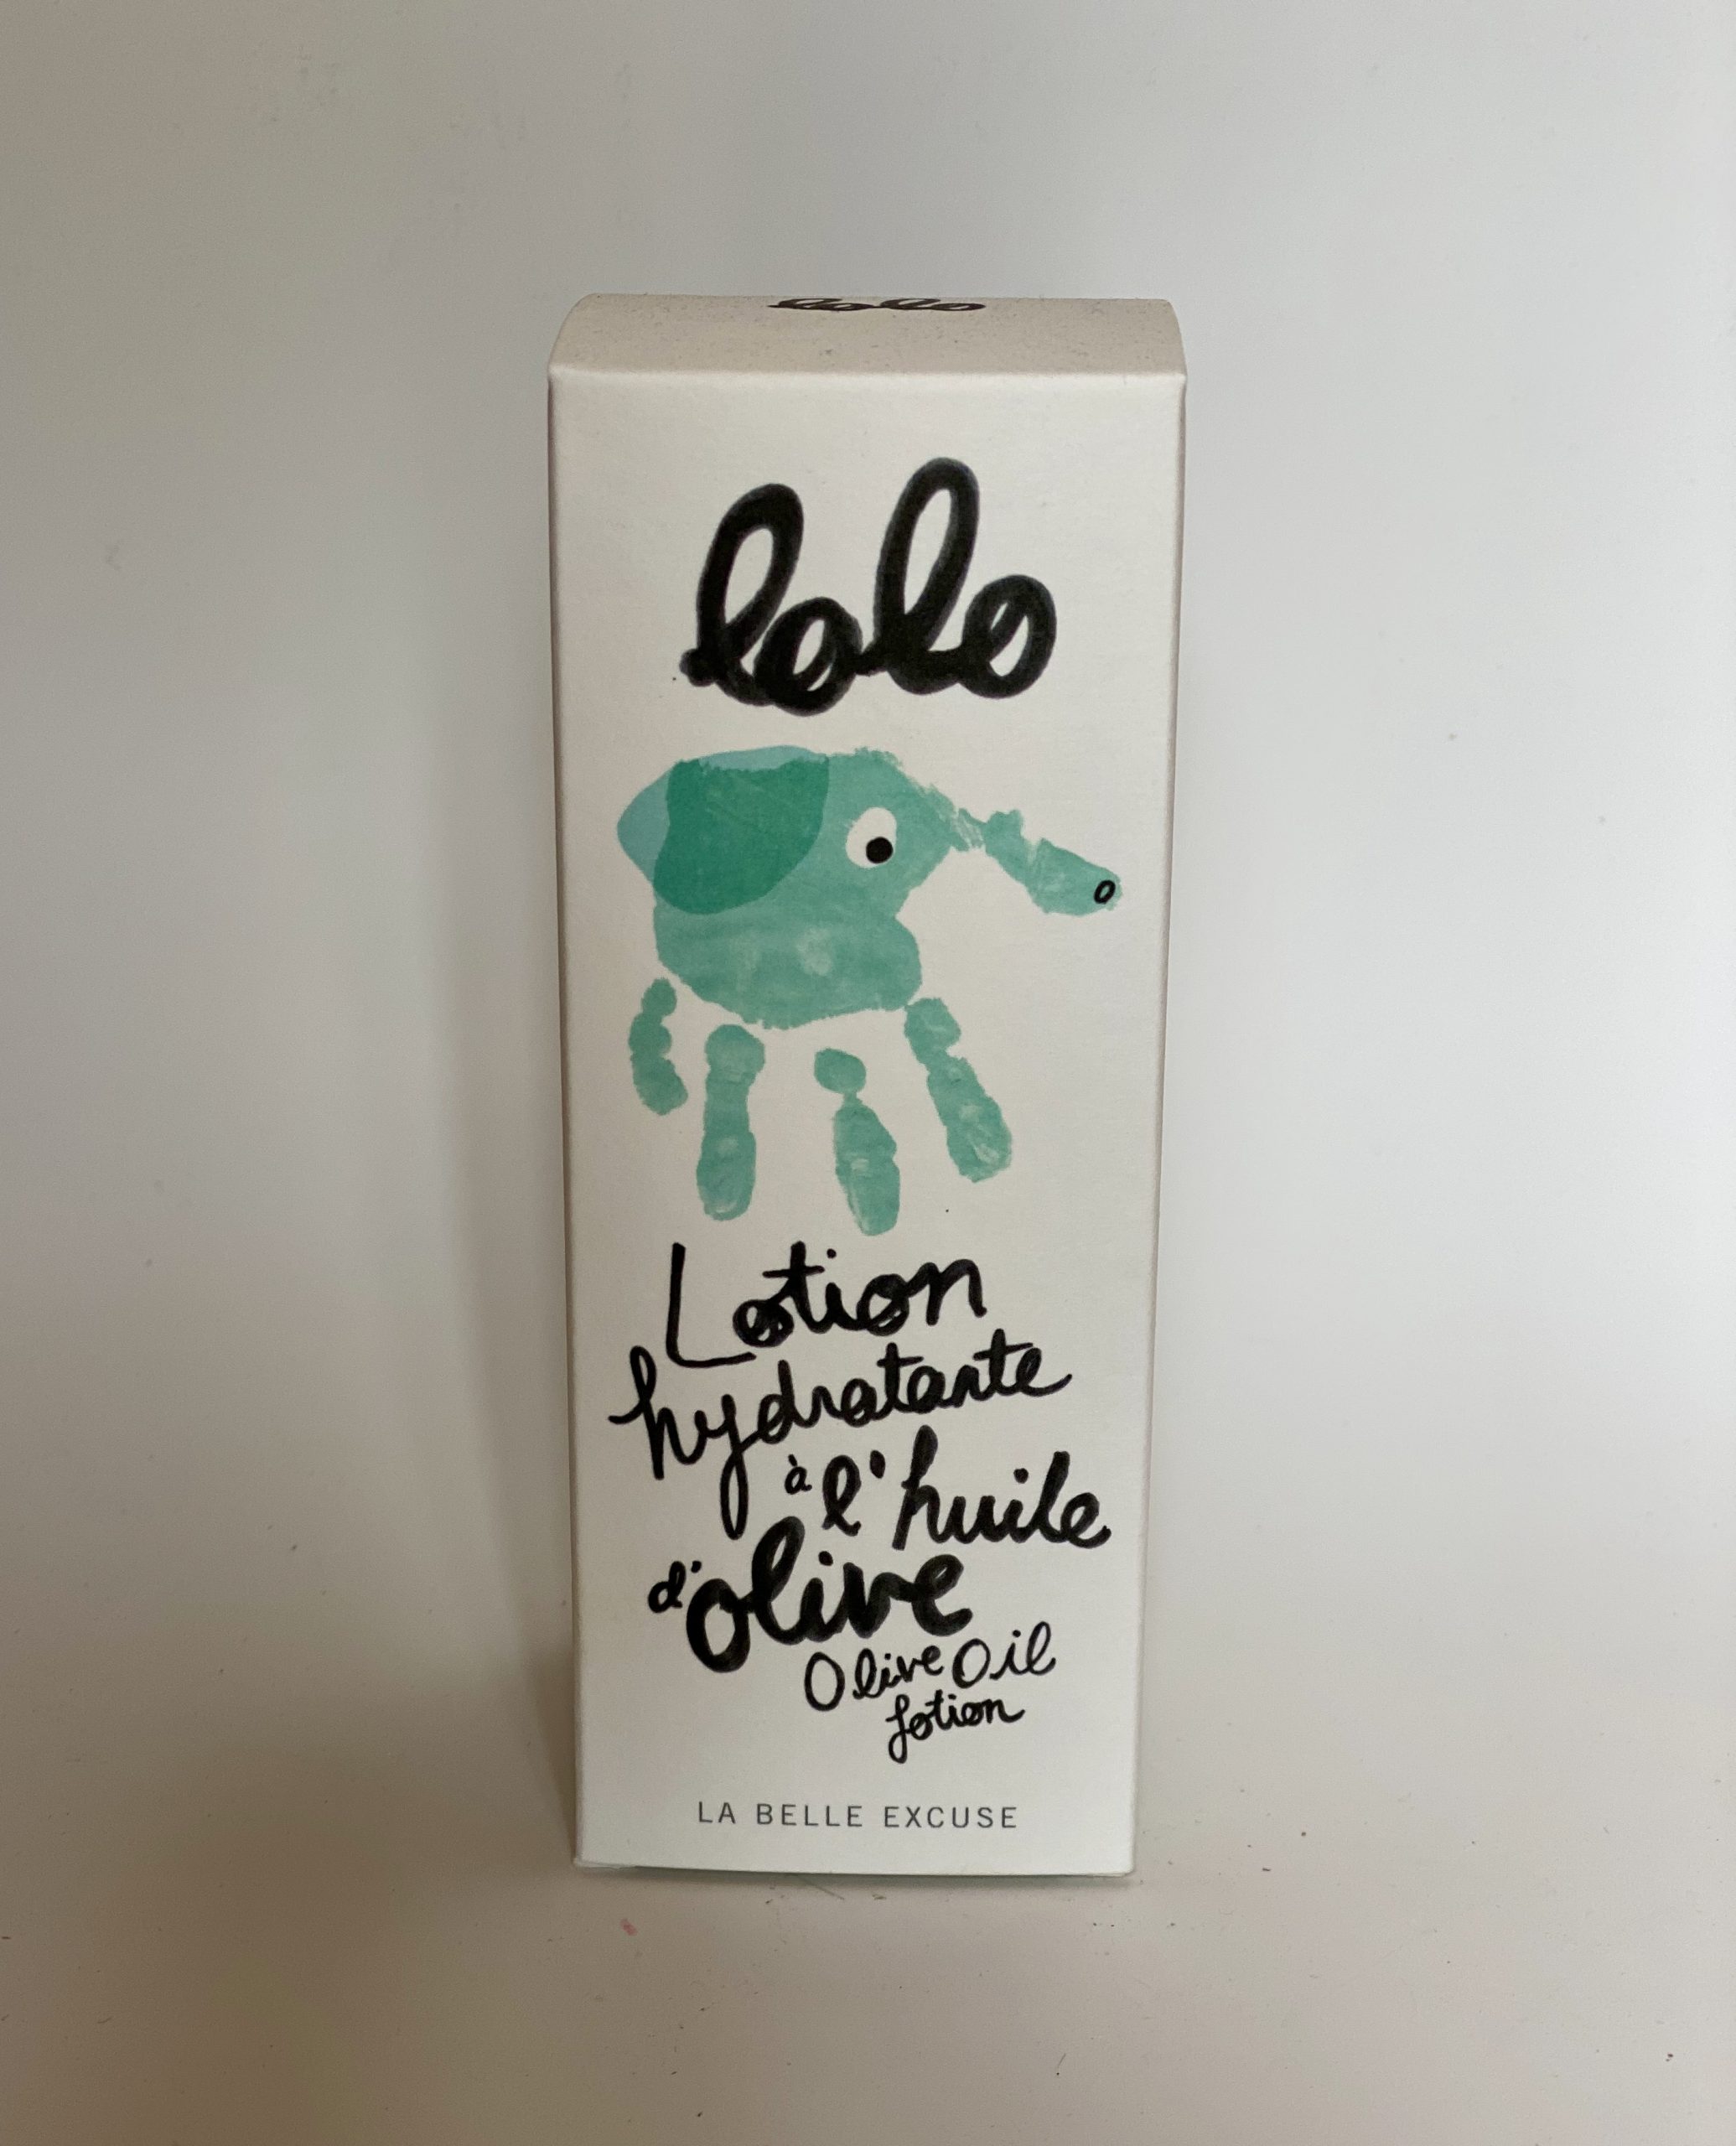 lolo
lolo
Lotion
hydratante
à l'huile
d'olive
Olive Oil
Lotion
LA BELLE EXCUSE